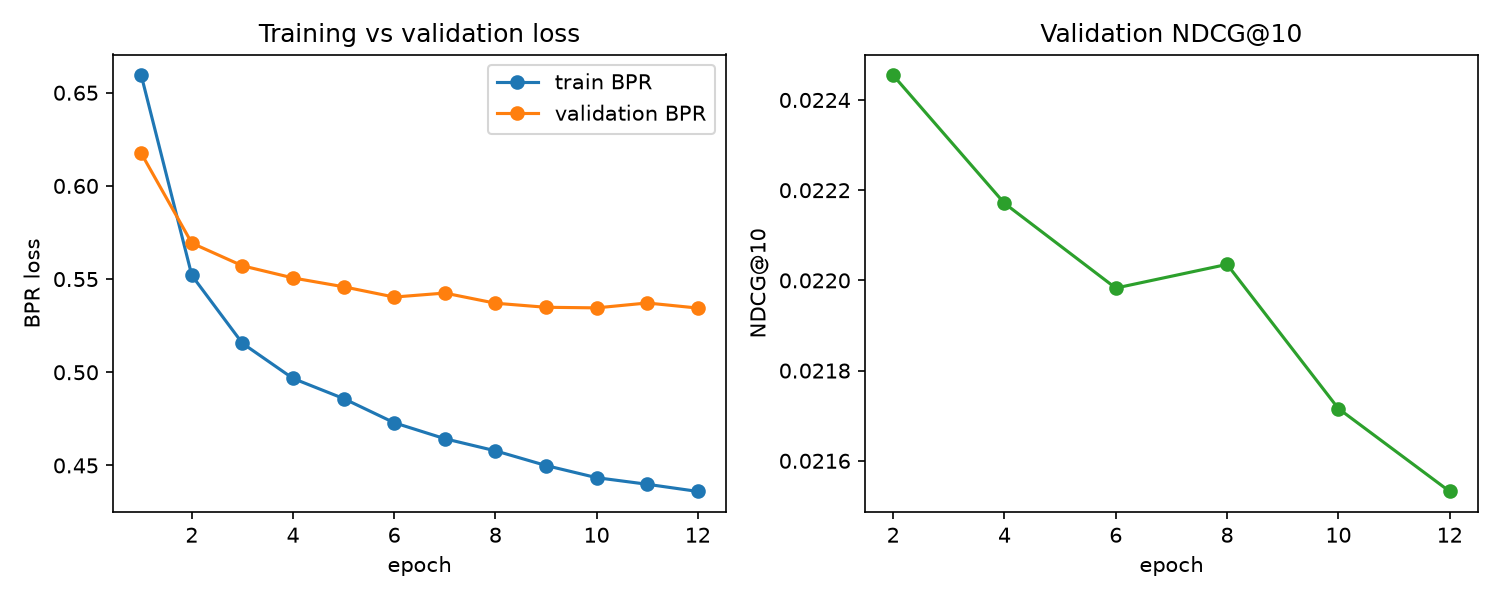 Training vs validation loss
train BPR
validation BPR
0.65
0.60
0.55
0.50
0.45
BPR loss
2 4 6 8 10 12
epoch
Validation NDCG@10
0.0224
0.0222
0.0220
0.0218
0.0216
NDCG@10
2 4 6 8 10 12
epoch